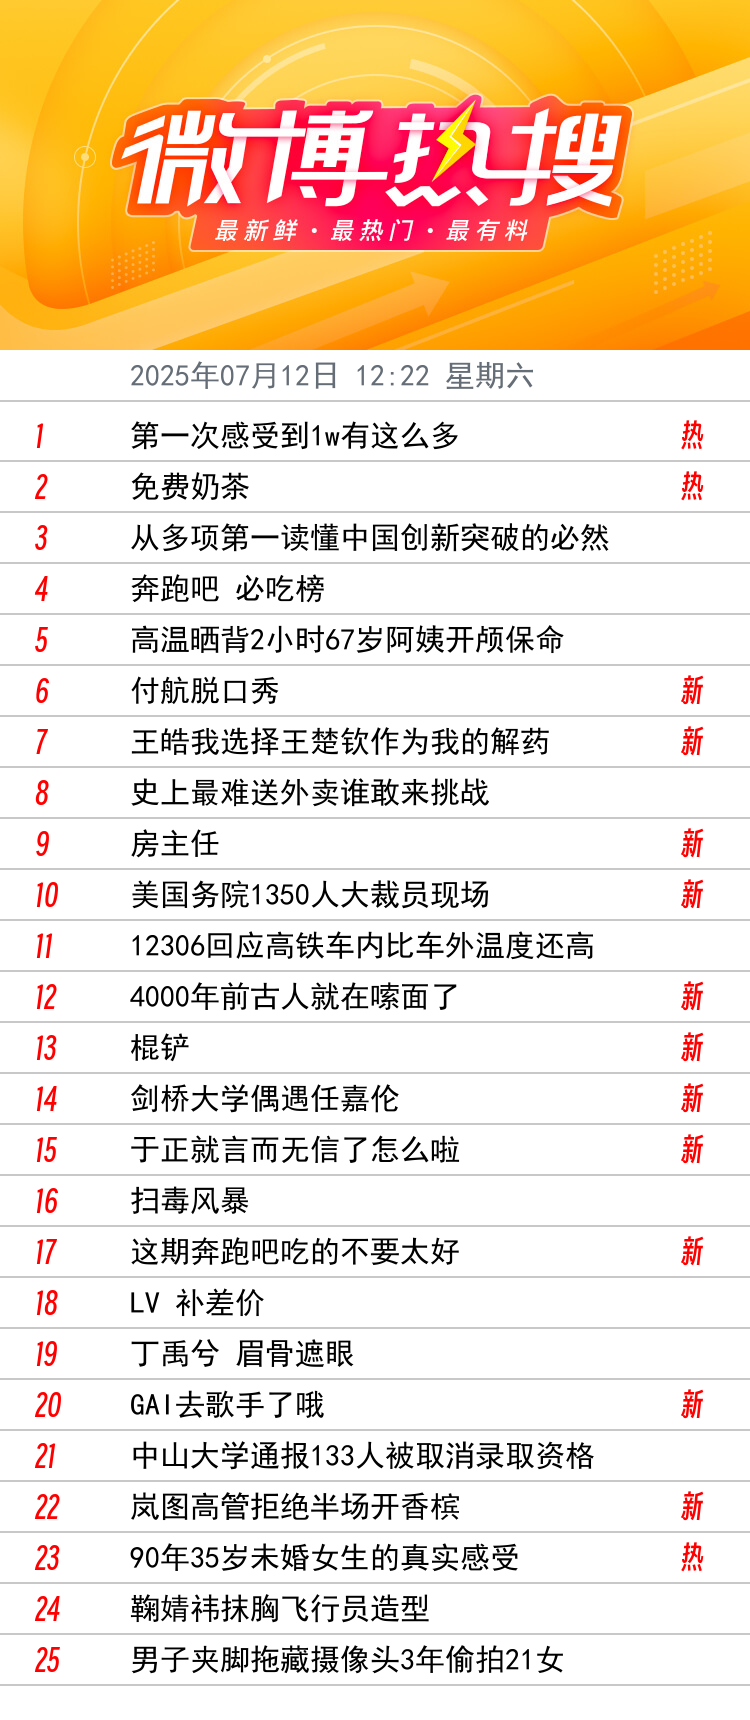 微博热搜
最新鲜·最热门·最有料
2025年07月12日 12:22 星期六
1 第一次感受到1w有这么多 热
2 免费奶茶 热
3 从多项第一读懂中国创新突破的必然
4 奔跑吧 必吃榜
5 高温晒背2小时67岁阿姨开颅保命
6 付航脱口秀 新
7 王皓我选择王楚钦作为我的解药 新
8 史上最难送外卖谁敢来挑战
9 房主任 新
10 美国务院1350人大裁员现场 新
11 12306回应高铁车内比车外温度还高
12 4000年前古人就在嗦面了 新
13 棍铲 新
14 剑桥大学偶遇任嘉伦 新
15 于正就言而无信了怎么啦 新
16 扫毒风暴
17 这期奔跑吧吃的不要太好 新
18 LV 补差价
19 丁禹兮 眉骨遮眼
20 GAI去歌手了哦 新
21 中山大学通报133人被取消录取资格
22 岚图高管拒绝半场开香槟 新
23 90年35岁未婚女生的真实感受 热
24 鞠婧祎抹胸飞行员造型
25 男子夹脚拖藏摄像头3年偷拍21女